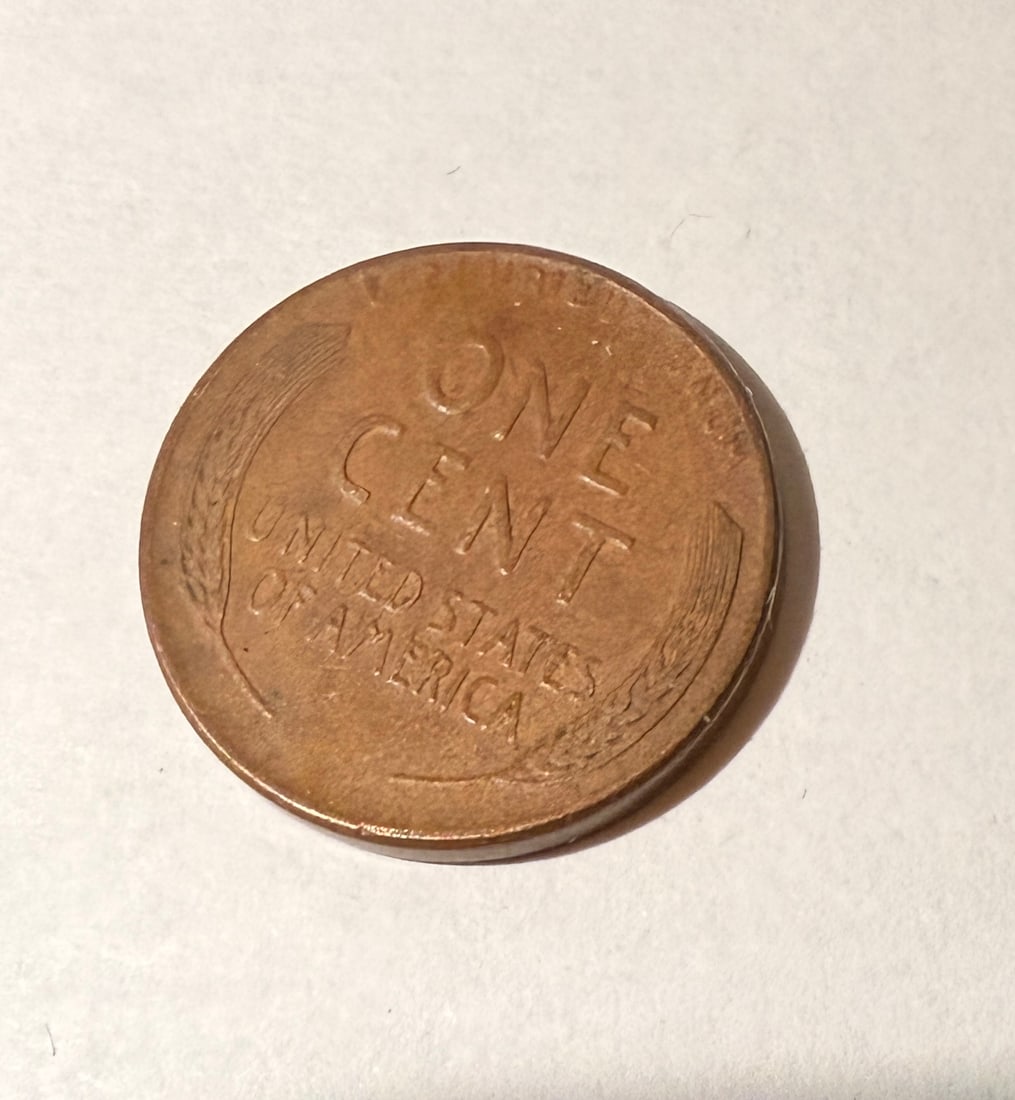 ONE
CENT
UNITED STATES
OF AMERICA